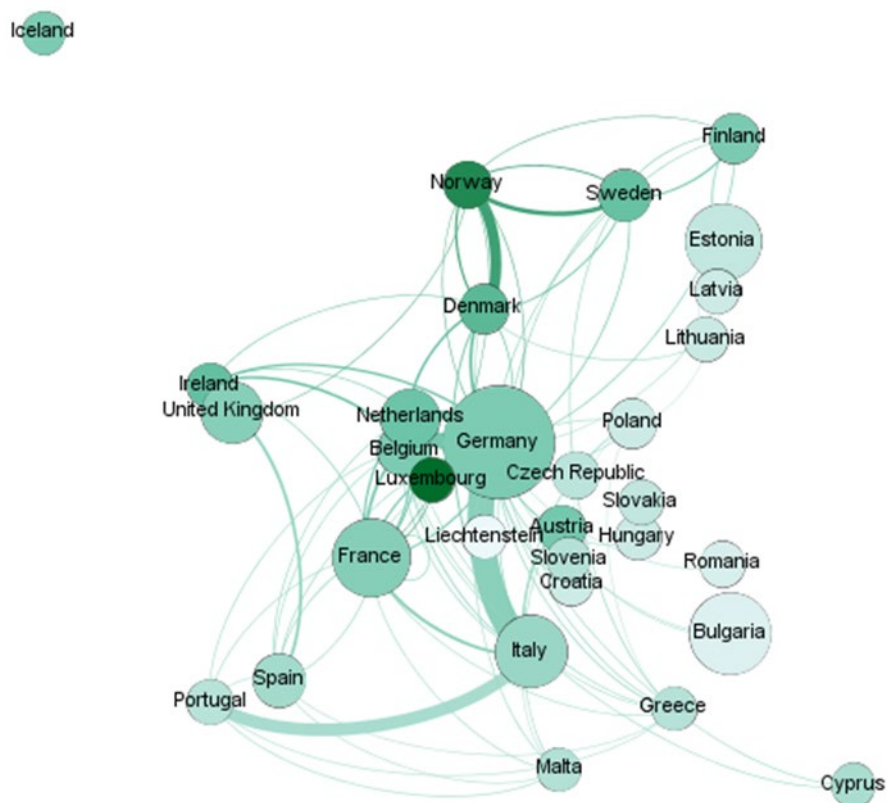 Iceland
Finland
Norway
Sweden
Estonia
Latvia
Denmark
Lithuania
Ireland
United Kingdom
Netherlands
Poland
Germany
Belgium
Czech Republic
Luxembourg
Slovakia
Austria
Liechtenstein
Hungary
France
Slovenia
Romania
Croatia
Bulgaria
Italy
Spain
Portugal
Greece
Malta
Cyprus